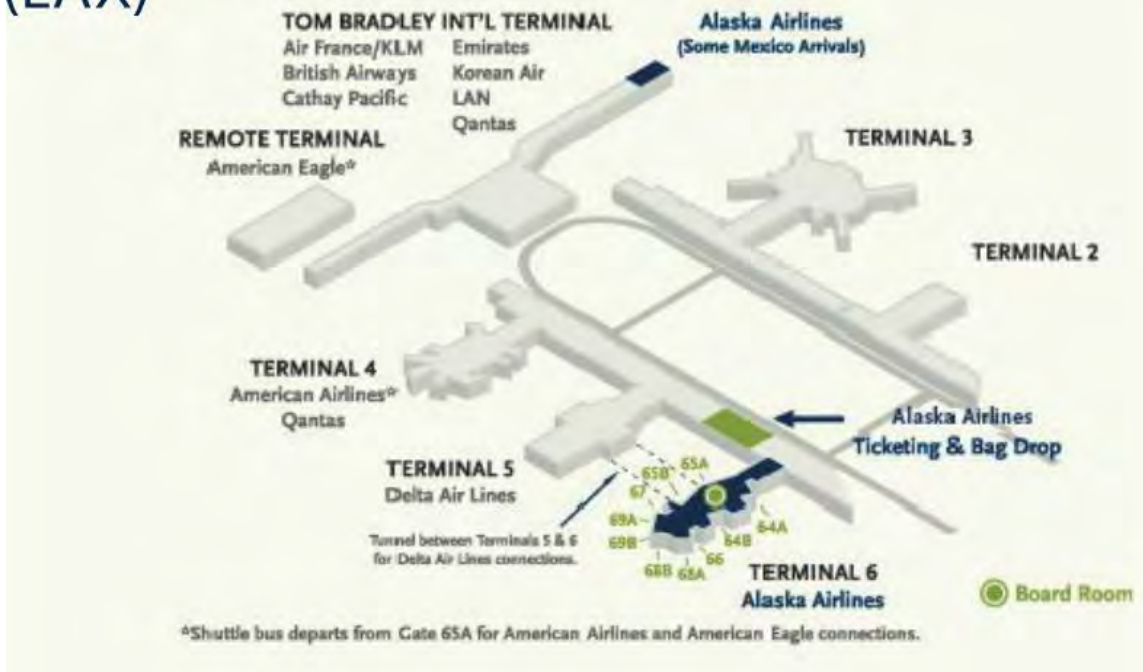 (LAX)
TOM BRADLEY INT'L TERMINAL
Air France/KLM Emirates
British Airways Korean Air
Cathay Pacific LAN
Qantas
Alaska Airlines
(Some Mexico Arrivals)
REMOTE TERMINAL
American Eagle*
TERMINAL 3
TERMINAL 2
TERMINAL 4
American Airlines*
Qantas
Alaska Airlines
Ticketing & Bag Drop
TERMINAL 5
Delta Air Lines
Tunnel between Terminals 5 & 6
for Delta Air Lines connections.
65B 65A
67
69A
69B
68B 68A
66
64B
64A
TERMINAL 6
Alaska Airlines
Board Room
*Shuttle bus departs from Gate 65A for American Airlines and American Eagle connections.